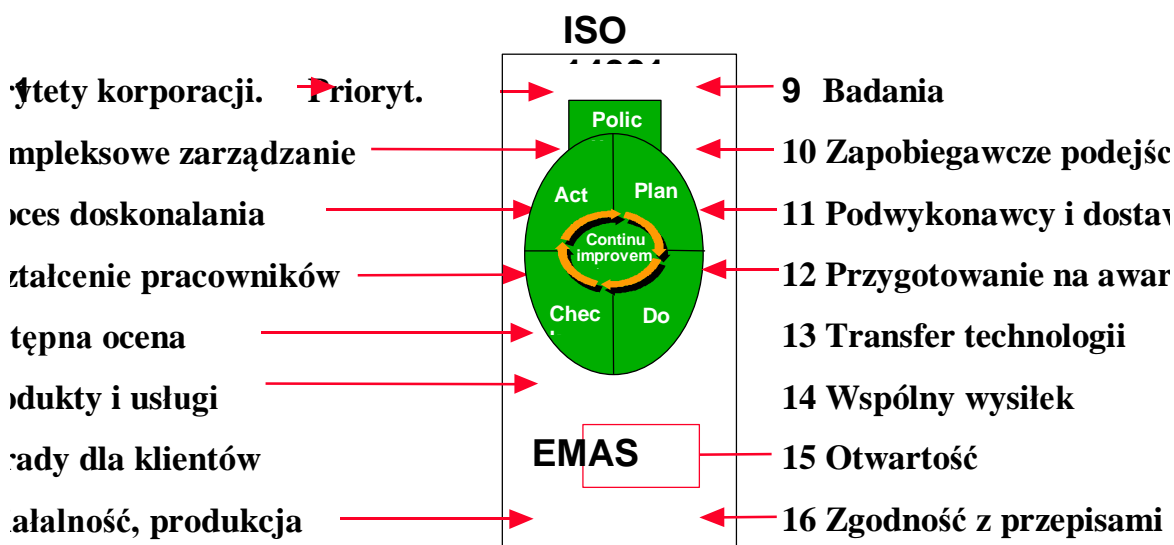 ISO
rytety korporacji. Prioryt.
mpleksowe zarządzanie
oces doskonalania
ształcenie pracowników
tępna ocena
odukty i usługi
rady dla klientów
ałalność, produkcja
Polic
Act
Plan
Continu
improvem
Chec
Do
EMAS
9 Badania
10 Zapobiegawcze podejśc
11 Podwykonawcy i dostaw
12 Przygotowanie na awar
13 Transfer technologii
14 Wspólny wysiłek
15 Otwartość
16 Zgodność z przepisami